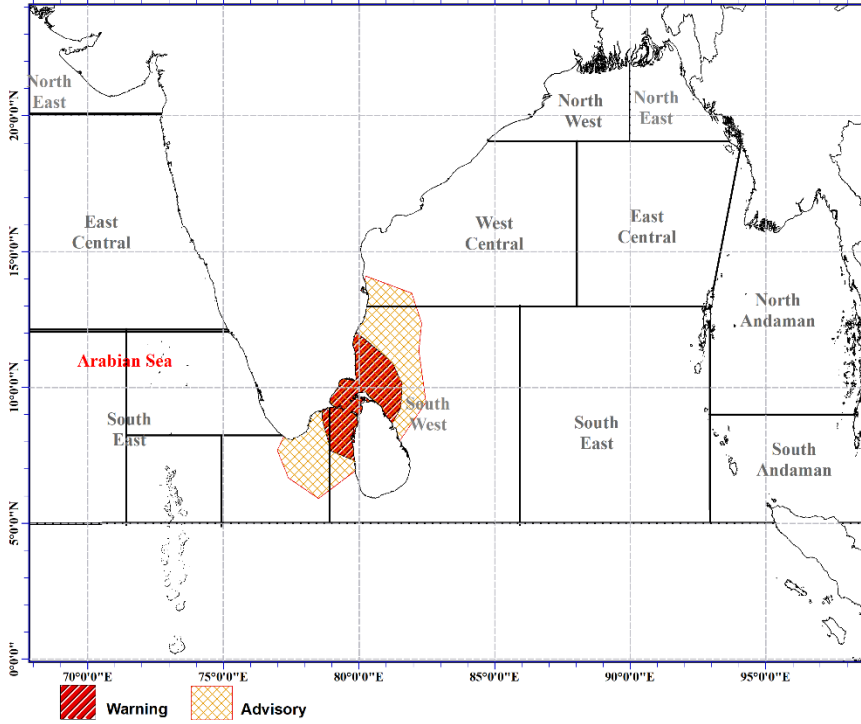 North
East
North
West
North
East
20°0'0"N
East
Central
West
Central
East
Central
15°0'0"N
North
Andaman
Arabian Sea
10°0'0"N
South
East
South
West
South
East
South
Andaman
5°0'0"N
0°0'0"
70°0'0"E
75°0'0"E
80°0'0"E
85°0'0"E
90°0'0"E
95°0'0"E
Warning
Advisory